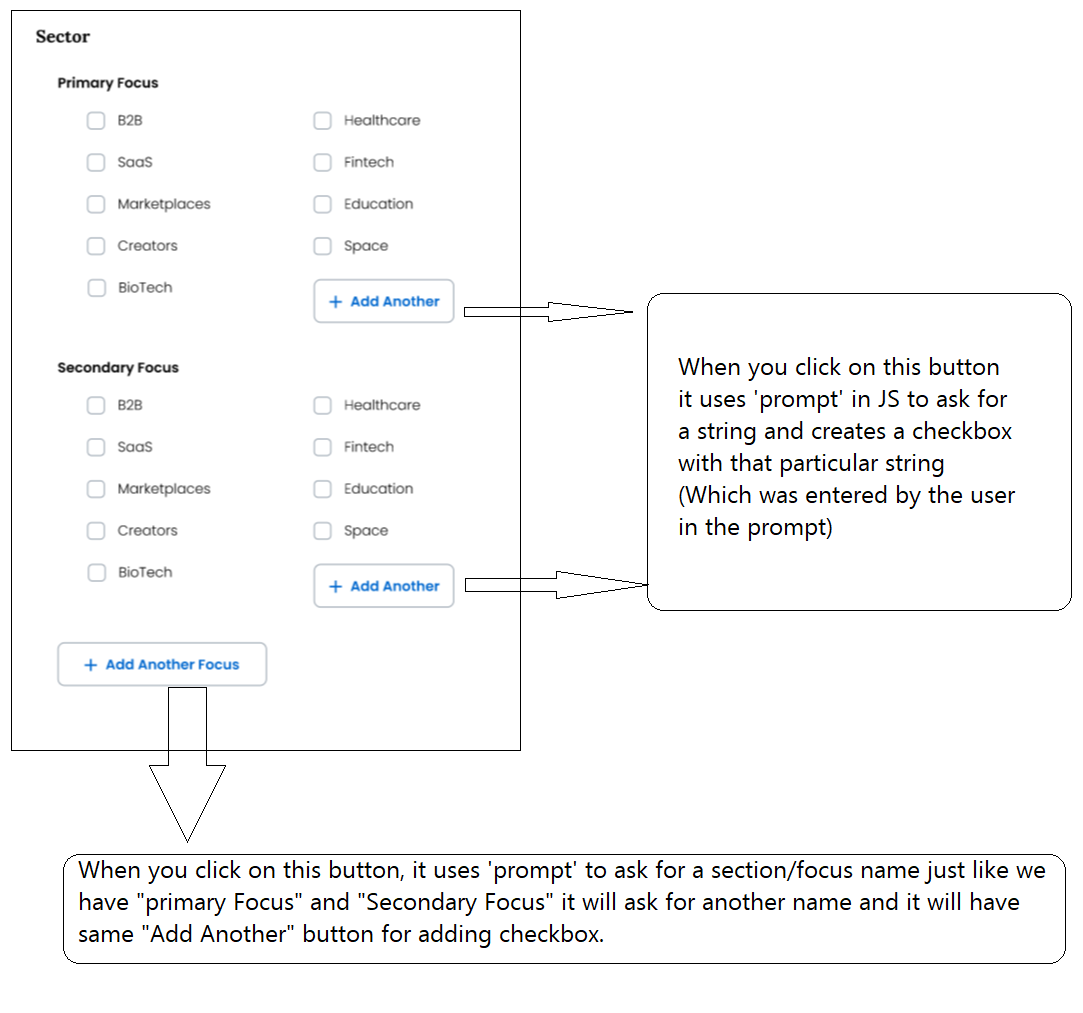 Sector
Primary Focus
B2B
Healthcare
SaaS
Fintech
Marketplaces
Education
Creators
Space
BioTech
+ Add Another
When you click on this button
it uses 'prompt' in JS to ask for
a string and creates a checkbox
with that particular string
(Which was entered by the user
in the prompt)
Secondary Focus
B2B
Healthcare
SaaS
Fintech
Marketplaces
Education
Creators
Space
BioTech
+ Add Another
+ Add Another Focus
When you click on this button, it uses 'prompt' to ask for a section/focus name just like we
have "primary Focus" and "Secondary Focus" it will ask for another name and it will have
same "Add Another" button for adding checkbox.